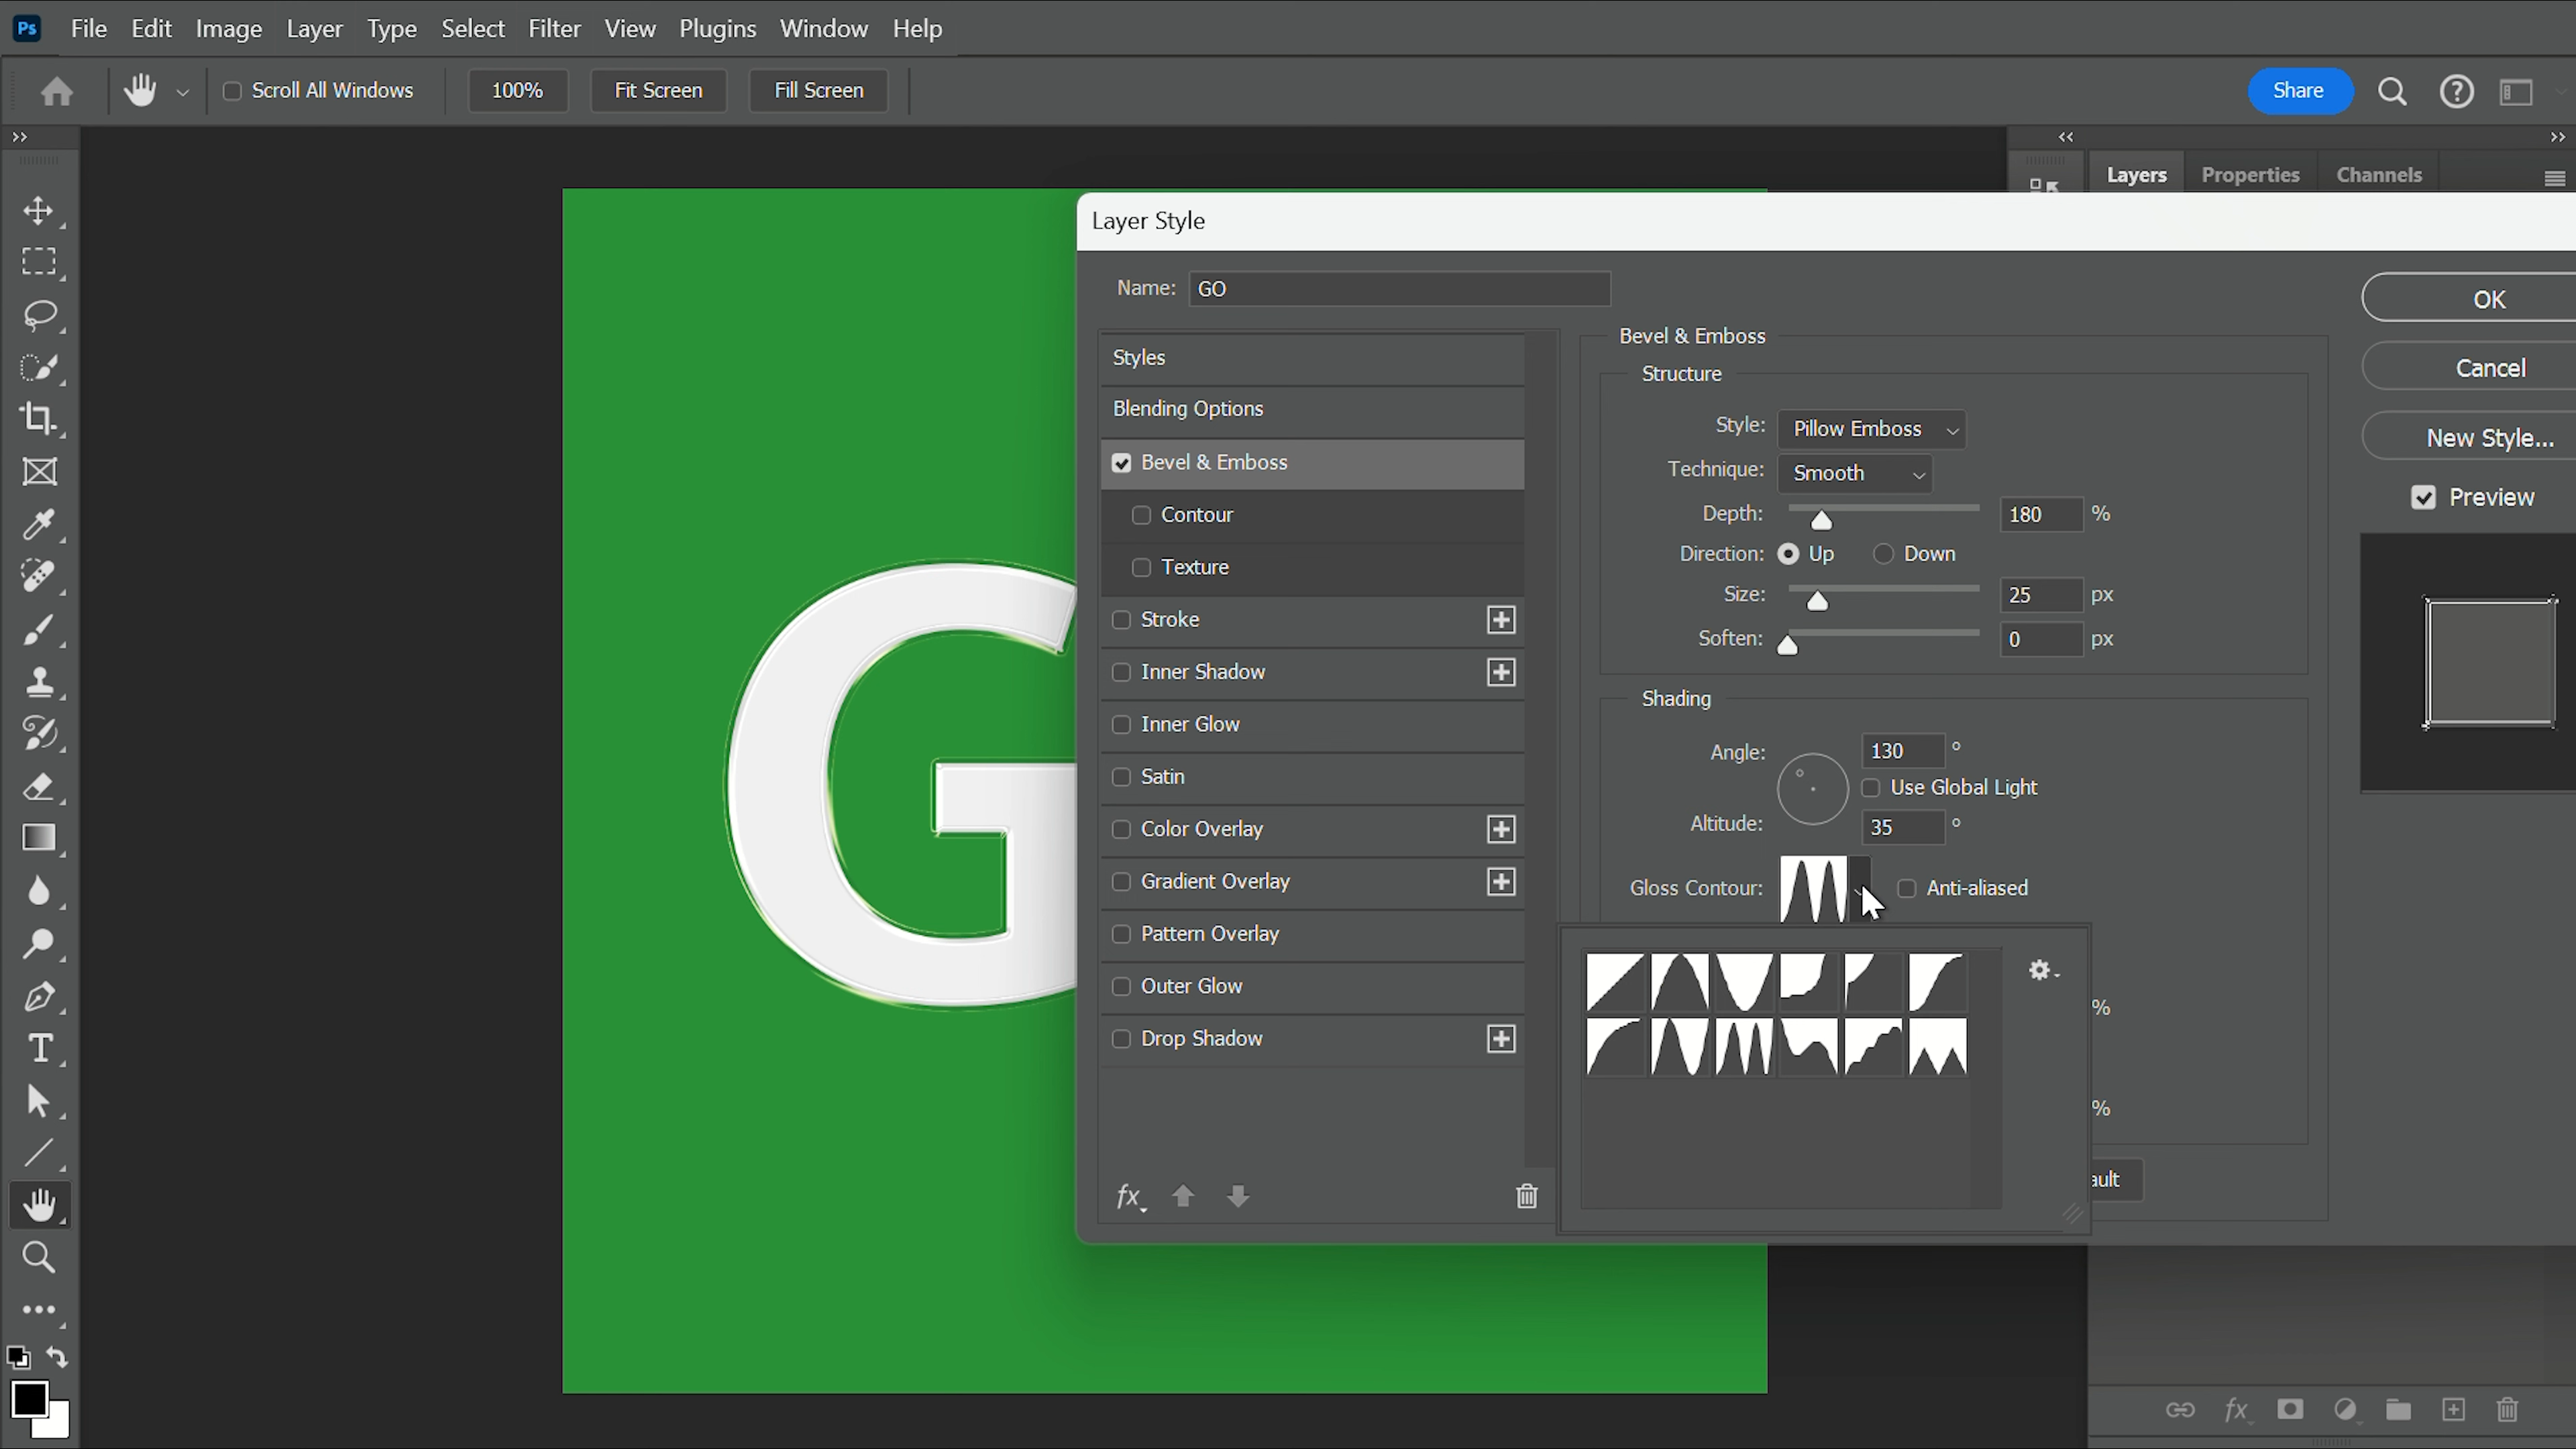 Ps File Edit Image Layer Type Select Filter View Plugins Window Help
Scroll All Windows 100% Fit Screen Fill Screen Share
Layers Properties Channels
Layer Style
Name: GO
Styles
Blending Options
Bevel & Emboss
Contour
Texture
Stroke
Inner Shadow
Inner Glow
Satin
Color Overlay
Gradient Overlay
Pattern Overlay
Outer Glow
Drop Shadow
fx
Bevel & Emboss
Structure
Style: Pillow Emboss
Technique: Smooth
Depth: 180 %
Direction: Up Down
Size: 25 px
Soften: 0 px
Shading
Angle: 130 °
Use Global Light
Altitude: 35 °
Gloss Contour: Anti-aliased
%
%
ault
OK
Cancel
New Style...
Preview
G
T
fx